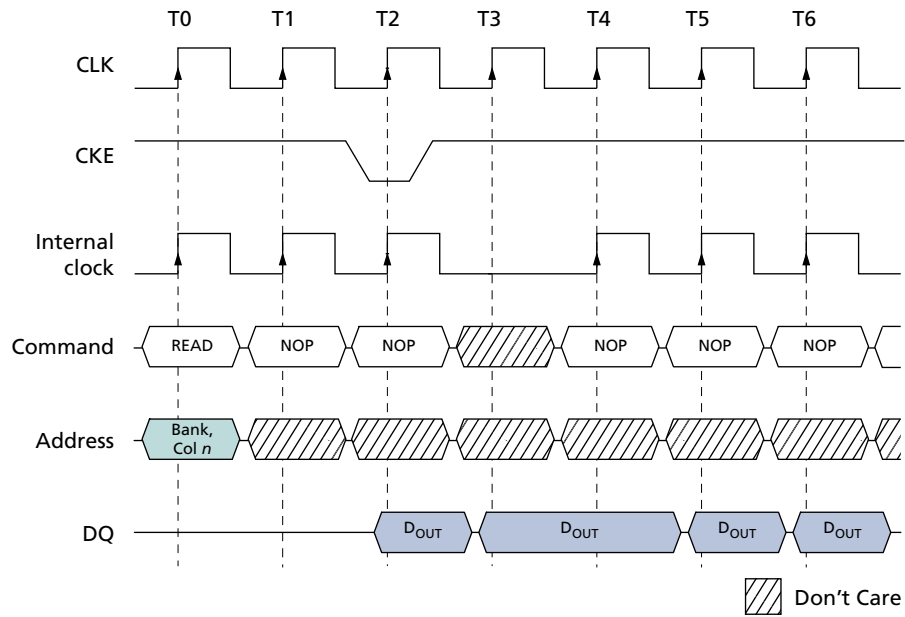 T0 T1 T2 T3 T4 T5 T6
CLK
CKE
Internal
clock
Command READ NOP NOP NOP NOP NOP
Address Bank,
Col n
DQ DOUT DOUT DOUT DOUT
Don't Care